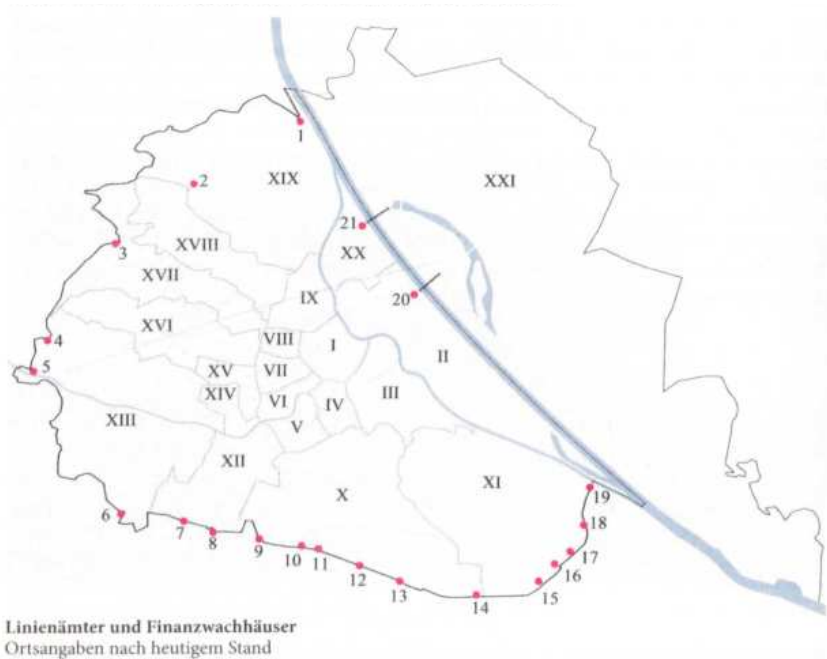 1
2
XIX
XXI
21
XVIII
XX
3
XVII
20
IX
XVI
VIII
I
4
II
XV
VII
5
XIV
VI
IV
III
XIII
V
XII
XI
X
19
6
18
7
8
9
17
10
11
16
12
15
13
14
Linienämter und Finanzwachhäuser
Ortsangaben nach heutigem Stand